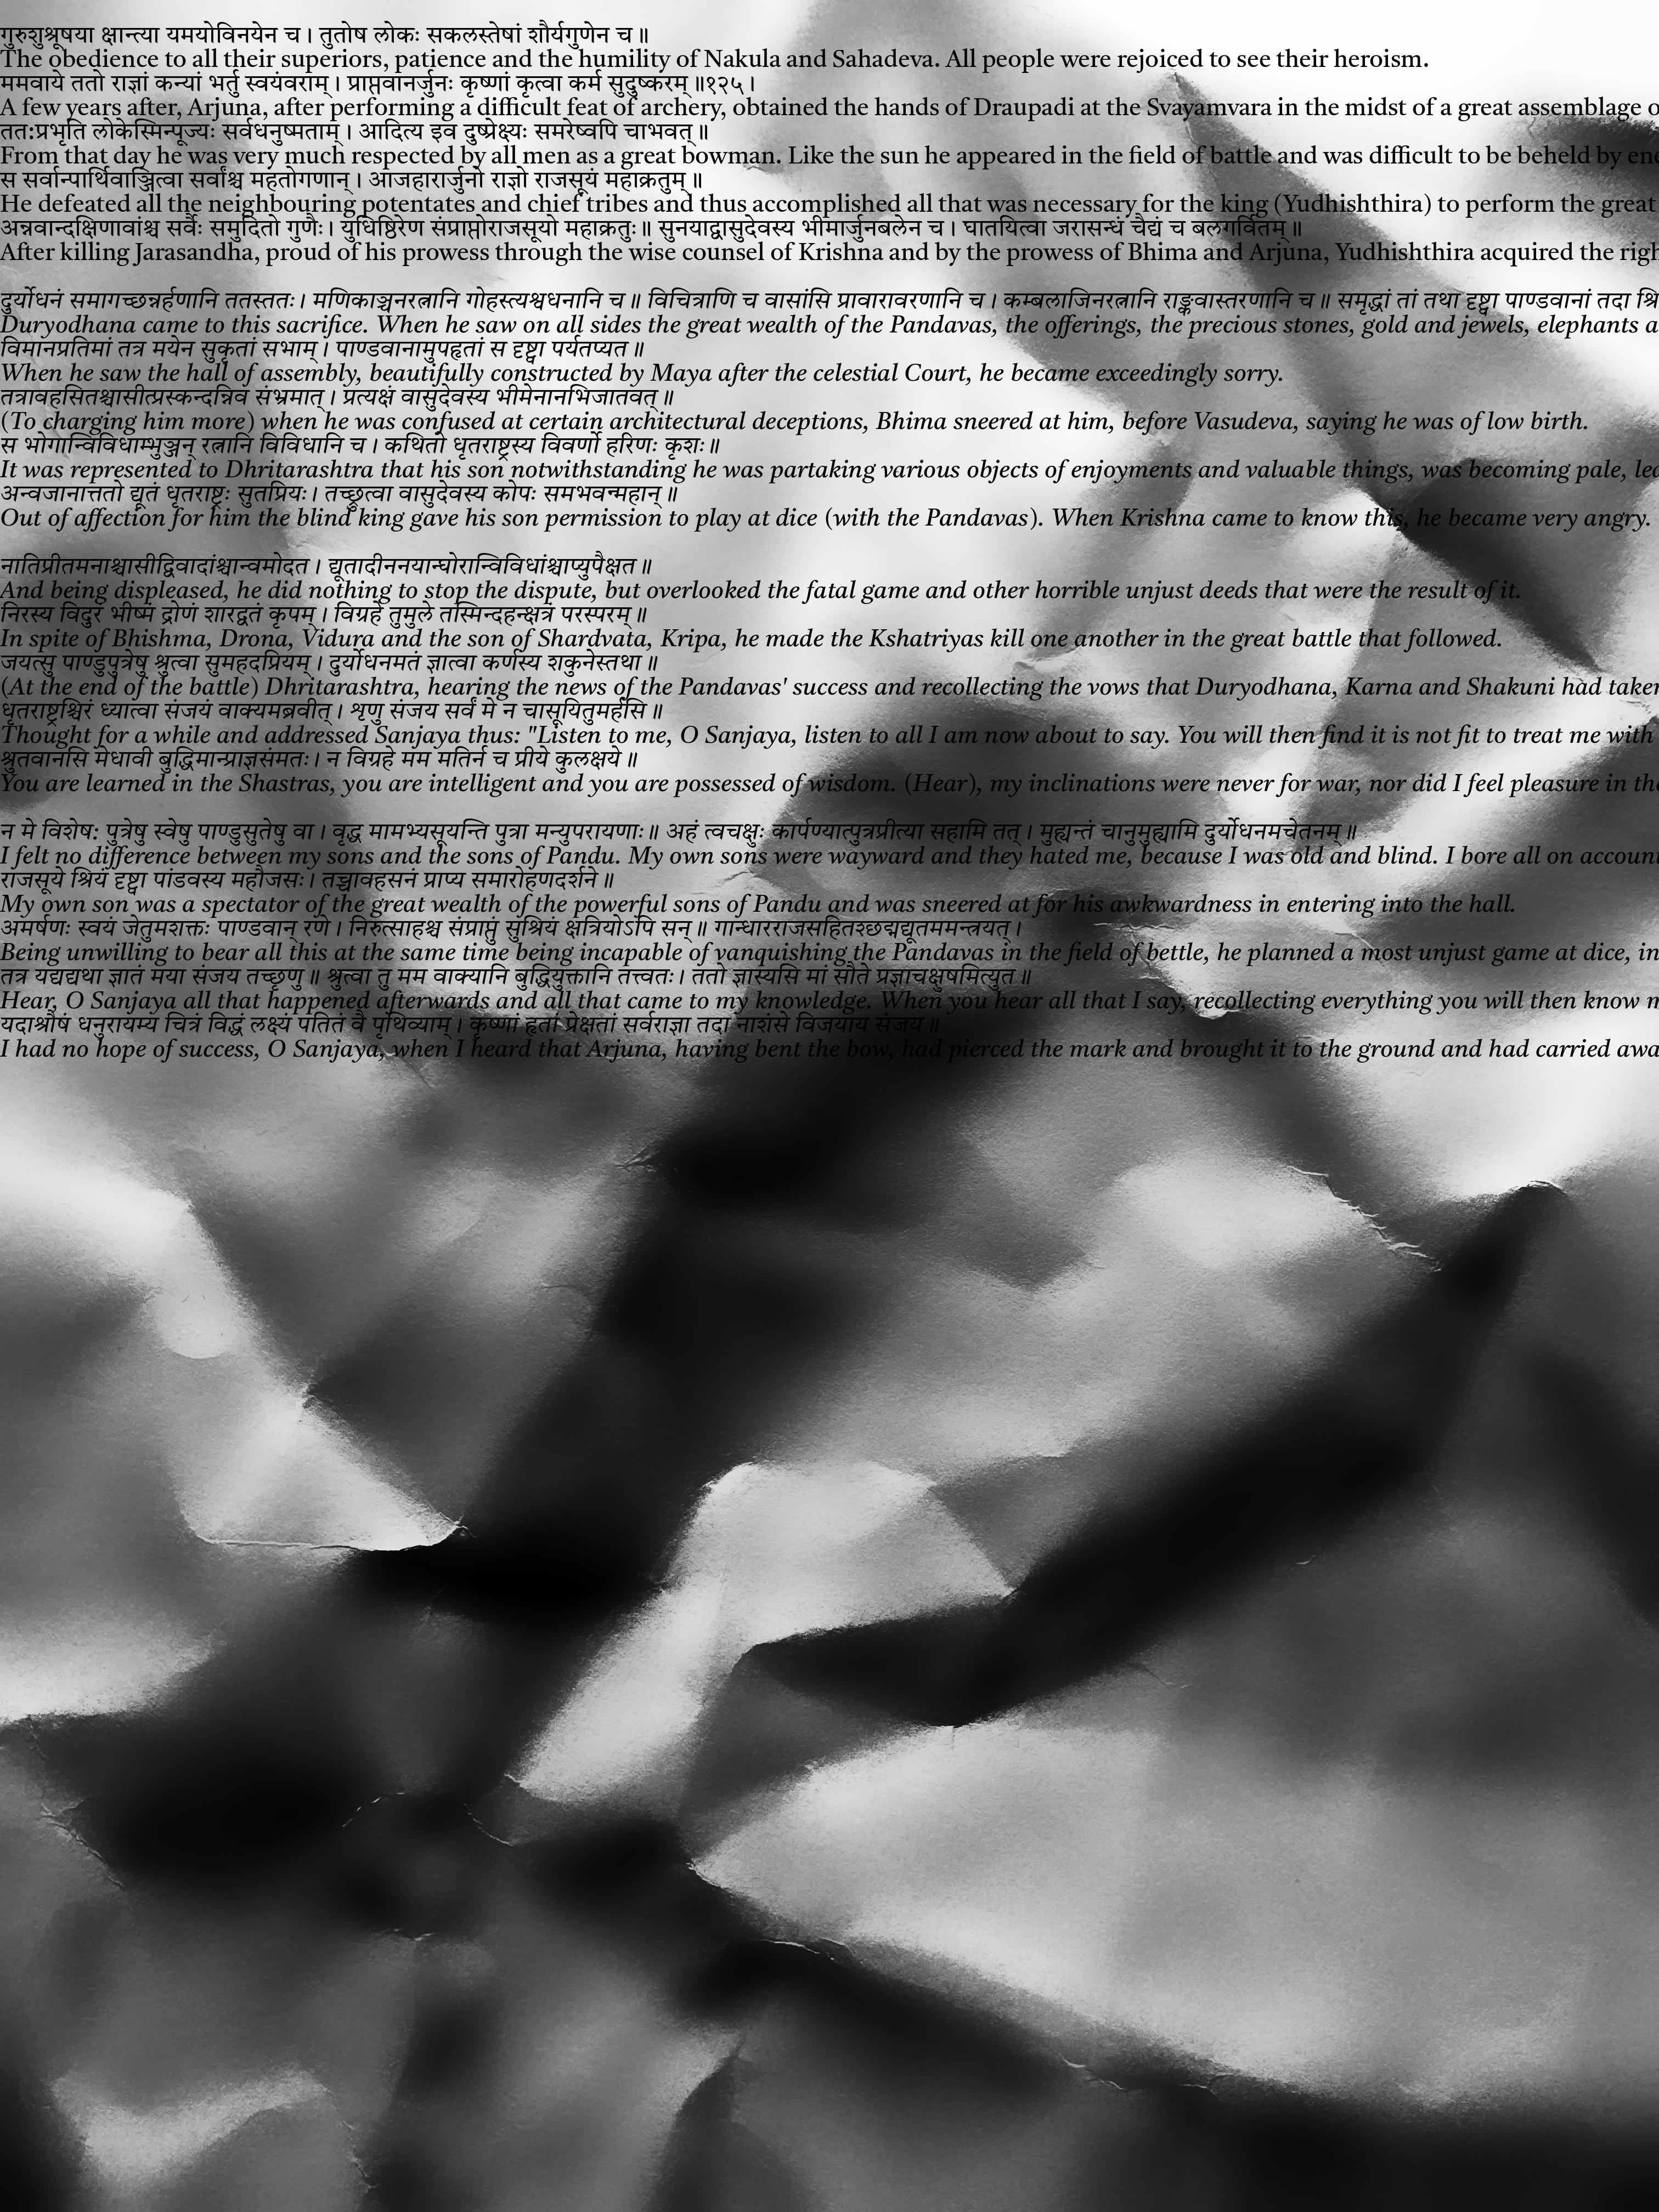 गुरुशुश्रूषया क्षान्त्या यमयोविनयेन च। तुतोष लोकः सकलस्तेषां शौर्यगुणेन च॥
The obedience to all their superiors, patience and the humility of Nakula and Sahadeva. All people were rejoiced to see their heroism.
ममवाये ततो राज्ञां कन्यां भर्तु स्वयंवराम्। प्राप्तवानर्जुनः कृष्णां कृत्वा कर्म सुदुष्करम्॥१२५।
A few years after, Arjuna, after performing a difficult feat of archery, obtained the hands of Draupadi at the Svayamvara in the midst of a great assemblage
तत:प्रभृति लोकेस्मिन्पूज्यः सर्वधनुष्मताम्। आदित्य इव दुष्प्रेक्ष्यः समरेष्वपि चाभवत्॥
From that day he was very much respected by all men as a great bowman. Like the sun he appeared in the field of battle and was difficult to be beheld by
स सर्वान्पार्थिवाञ्जित्वा सर्वांश्च महतोगणान्। आजहारार्जुनो राज्ञो राजसूयं महाक्रतुम्॥
He defeated all the neighbouring potentates and chief tribes and thus accomplished all that was necessary for the king (Yudhishthira) to perform the great
अन्नवान्दक्षिणावांश्च सर्वैः समुदितो गुणैः। युधिष्ठिरेण संप्राप्तोराजसूयो महाक्रतुः॥ सुनयाद्वासुदेवस्य भीमार्जुनबलेन च। घातयित्वा जरासन्धं चैद्यं च बलगर्वितम्॥
After killing Jarasandha, proud of his prowess through the wise counsel of Krishna and by the prowess of Bhima and Arjuna, Yudhishthira acquired the
दुर्योधनं समागच्छन्नर्हणानि ततस्ततः। मणिकाञ्चनरत्नानि गोहस्त्यश्वधनानि च॥ विचित्राणि च वासांसि प्रावारावरणानि च। कम्बलाजिनरत्नानि राङ्कवास्तरणानि च॥ समृद्धां तां तथा दृष्ट्वा पाण्डवानां तदा
Duryodhana came to this sacrifice. When he saw on all sides the great wealth of the Pandavas, the offerings, the precious stones, gold and jewels, elephants
विमानप्रतिमां तत्र मयेन सुकृतां सभाम्। पाण्डवानामुपहृतां स दृष्ट्वा पर्यतप्यत॥
When he saw the hall of assembly, beautifully constructed by Maya after the celestial Court, he became exceedingly sorry.
तत्रावहसितश्चासीत्प्रस्कन्दन्निव संभ्रमात्। प्रत्यक्षं वासुदेवस्य भीमेनानभिजातवत्॥
(To charging him more) when he was confused at certain architectural deceptions, Bhima sneered at him, before Vasudeva, saying he was of low birth.
स भोगान्विविधाम्भुञ्जन् रत्नानि विविधानि च। कथितो धृतराष्ट्रस्य विवर्णो हरिणः कृशः॥
It was represented to Dhritarashtra that his son notwithstanding he was partaking various objects of enjoyments and valuable things, was becoming pale,
अन्वजानात्ततो द्यूतं धृतराष्ट्रः सुतप्रियः। तच्छ्रुत्वा वासुदेवस्य कोपः समभवन्महान्॥
Out of affection for him the blind king gave his son permission to play at dice (with the Pandavas). When Krishna came to know this, he became very angry.
नातिप्रीतमनाश्चासीद्विवादांश्चान्वमोदत। द्यूतादीननयान्घोरान्विविधांश्चाप्युपैक्षत॥
And being displeased, he did nothing to stop the dispute, but overlooked the fatal game and other horrible unjust deeds that were the result of it.
निरस्य विदुरं भीष्मं द्रोणं शारद्वतं कृपम्। विग्रहे तुमुले तस्मिन्दहन्क्षत्रं परस्परम्॥
In spite of Bhishma, Drona, Vidura and the son of Shardvata, Kripa, he made the Kshatriyas kill one another in the great battle that followed.
जयत्सु पाण्डुपुत्रेषु श्रुत्वा सुमहदप्रियम्। दुर्योधनमतं ज्ञात्वा कर्णस्य शकुनेस्तथा॥
(At the end of the battle) Dhritarashtra, hearing the news of the Pandavas' success and recollecting the vows that Duryodhana, Karna and Shakuni had
धृतराष्ट्रश्चिरं ध्यात्वा संजयं वाक्यमब्रवीत्। शृणु संजय सर्वं मे न चासूयितुमर्हसि॥
Thought for a while and addressed Sanjaya thus: "Listen to me, O Sanjaya, listen to all I am now about to say. You will then find it is not fit to treat me with
श्रुतवानसि मेधावी बुद्धिमान्प्राज्ञसंमतः। न विग्रहे मम मतिर्न च प्रीये कुलक्षये॥
You are learned in the Shastras, you are intelligent and you are possessed of wisdom. (Hear), my inclinations were never for war, nor did I feel pleasure in
न मे विशेष: पुत्रेषु स्वेषु पाण्डुसुतेषु वा। वृद्ध मामभ्यसूयन्ति पुत्रा मन्युपरायणाः॥ अहं त्वचक्षुः कार्पण्यात्पुत्रप्रीत्या सहामि तत्। मुह्यन्तं चानुमुह्यामि दुर्योधनमचेतनम्॥
I felt no difference between my sons and the sons of Pandu. My own sons were wayward and they hated me, because I was old and blind. I bore all on
राजसूये श्रियं दृष्ट्वा पांडवस्य महौजसः। तच्चावहसनं प्राप्य समारोहणदर्शने॥
My own son was a spectator of the great wealth of the powerful sons of Pandu and was sneered at for his awkwardness in entering into the hall.
अमर्षणः स्वयं जेतुमशक्तः पाण्डवान् रणे। निरुत्साहश्च संप्राप्तुं सुश्रियं क्षत्रियोऽपि सन्॥ गान्धारराजसहितश्छद्मद्यूतममन्त्रयत्।
Being unwilling to bear all this at the same time being incapable of vanquishing the Pandavas in the field of bettle, he planned a most unjust game at dice,
तत्र यद्यद्यथा ज्ञातं मया संजय तच्छृणु॥ श्रुत्वा तु मम वाक्यानि बुद्धियुक्तानि तत्त्वतः। ततो ज्ञास्यसि मां सौते प्रज्ञाचक्षुषमित्युत॥
Hear, O Sanjaya all that happened afterwards and all that came to my knowledge. When you hear all that I say, recollecting everything you will then know
यदाश्रौषं धनुरायम्य चित्रं विद्धं लक्ष्यं पतितं वै पृथिव्याम्। कृष्णां हृतां प्रेक्षतां सर्वराज्ञा तदा नाशंसे विजयाय संजय॥
I had no hope of success, O Sanjaya, when I heard that Arjuna, having bent the bow, had pierced the mark and brought it to the ground and had carried